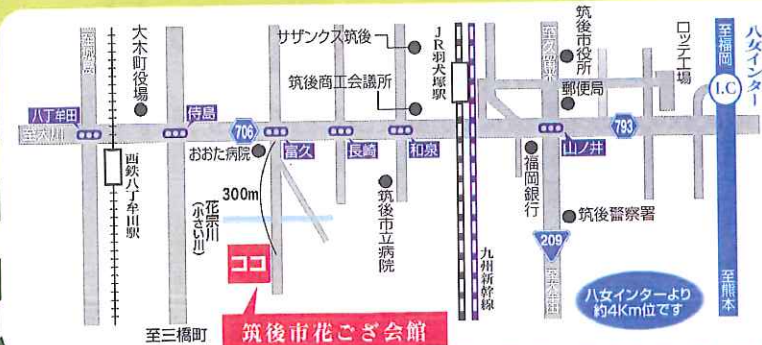 至城島
大木町役場
サザンクス筑後
筑後商工会議所
JR羽犬塚駅
至久留米
筑後市役所
郵便局
ロッテ工場
至福岡
八女インター
I.C
八丁牟田
至大川
侍島
706
富久
長崎
和泉
山ノ井
793
西鉄八丁牟田駅
おおた病院
300m
花宗川
(小さい川)
筑後市立病院
九州新幹線
福岡銀行
筑後警察署
209
至大牟田
至熊本
八女インターより
約4Km位です
ココ
至三橋町
筑後市花ござ会館